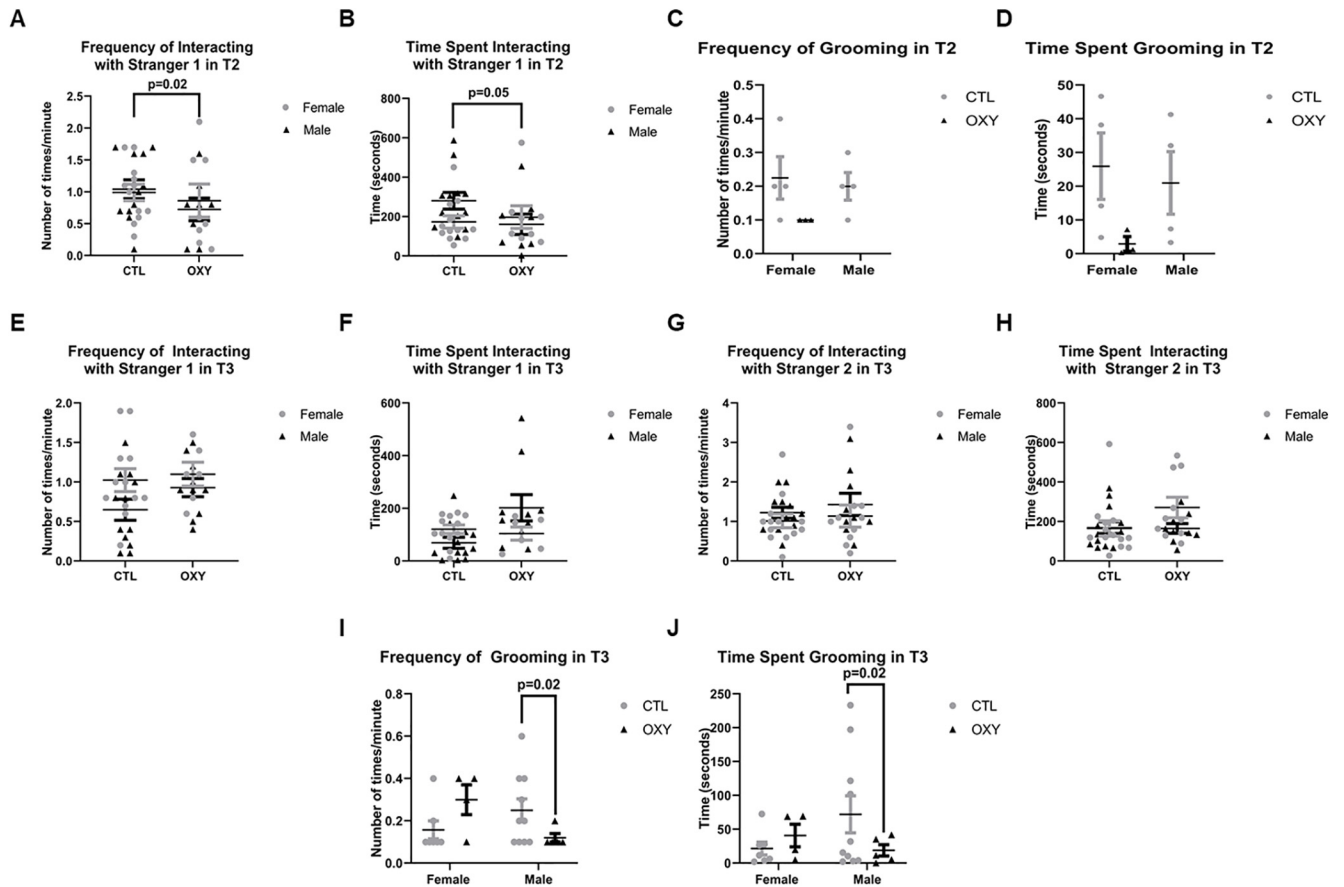 A
Frequency of Interacting
with Stranger 1 in T2
p=0.02
Number of times/minute
2.5
2.0
1.5
1.0
0.5
0.0
CTL
OXY
Female
Male
B
Time Spent Interacting
with Stranger 1 in T2
p=0.05
Time (seconds)
800
600
400
200
0
CTL
OXY
Female
Male
C
Frequency of Grooming in T2
Number of times/minute
0.5
0.4
0.3
0.2
0.1
0.0
Female
Male
CTL
OXY
D
Time Spent Grooming in T2
Time (seconds)
50
40
30
20
10
0
Female
Male
CTL
OXY
E
Frequency of Interacting
with Stranger 1 in T3
Number of times/minute
2.0
1.5
1.0
0.5
0.0
CTL
OXY
Female
Male
F
Time Spent Interacting
with Stranger 1 in T3
Time (seconds)
600
400
200
0
CTL
OXY
Female
Male
G
Frequency of Interacting
with Stranger 2 in T3
Number of times/minute
4
3
2
1
0
CTL
OXY
Female
Male
H
Time Spent Interacting
with Stranger 2 in T3
Time (seconds)
800
600
400
200
0
CTL
OXY
Female
Male
I
Frequency of Grooming in T3
p=0.02
Number of times/minute
0.8
0.6
0.4
0.2
0.0
Female
Male
CTL
OXY
J
Time Spent Grooming in T3
p=0.02
Time (seconds)
250
200
150
100
50
0
Female
Male
CTL
OXY